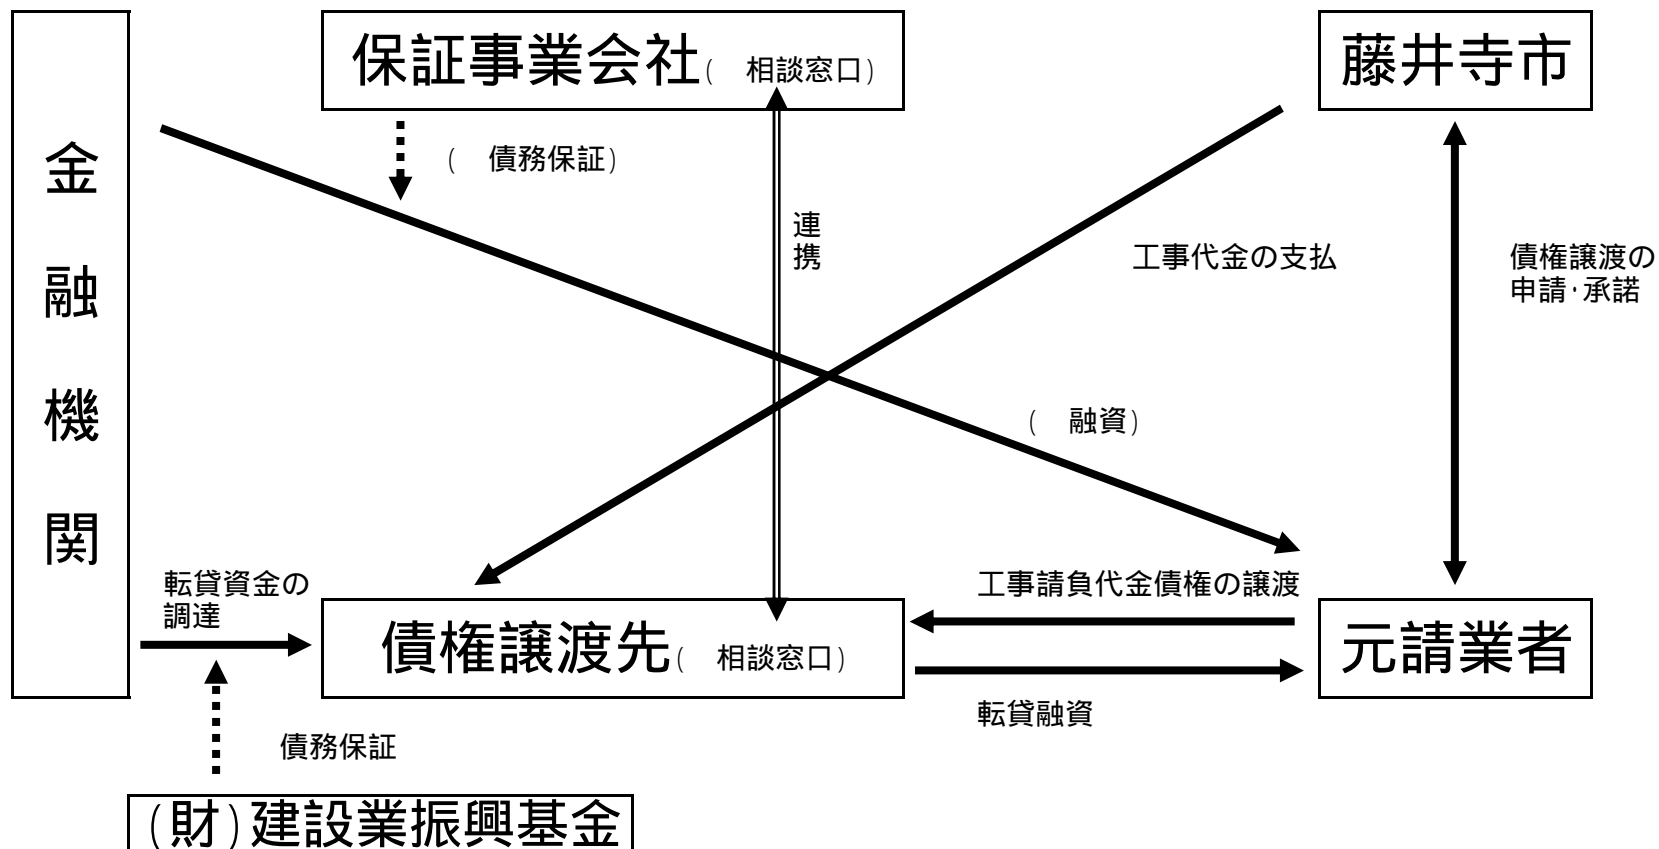 保証事業会社( 相談窓口)
藤井寺市
金融機関
( 債務保証)
連携
工事代金の支払
債権譲渡の
申請・承諾
( 融資)
転貸資金の
調達
工事請負代金債権の譲渡
債権譲渡先( 相談窓口)
元請業者
転貸融資
債務保証
(財)建設業振興基金